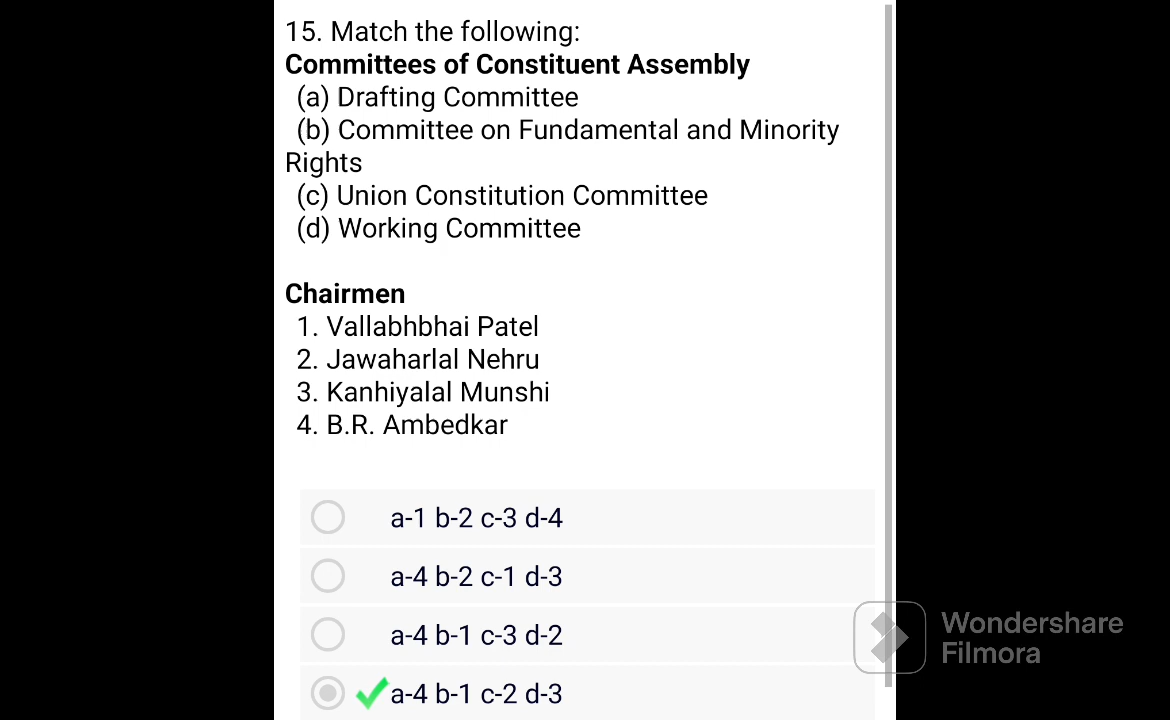 15. Match the following:
Committees of Constituent Assembly
(a) Drafting Committee
(b) Committee on Fundamental and Minority
Rights
(c) Union Constitution Committee
(d) Working Committee
Chairmen
1. Vallabhbhai Patel
2. Jawaharlal Nehru
3. Kanhiyalal Munshi
4. B.R. Ambedkar
a-1 b-2 c-3 d-4
a-4 b-2 c-1 d-3
a-4 b-1 c-3 d-2
a-4 b-1 c-2 d-3
Wondershare
Filmora